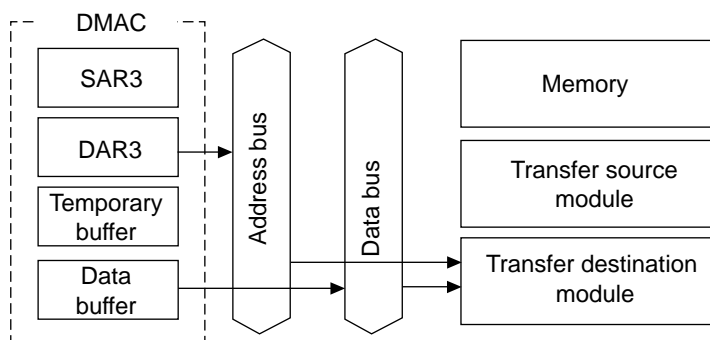 DMAC
SAR3
DAR3
Temporary
buffer
Data
buffer
Address bus
Data bus
Memory
Transfer source
module
Transfer destination
module